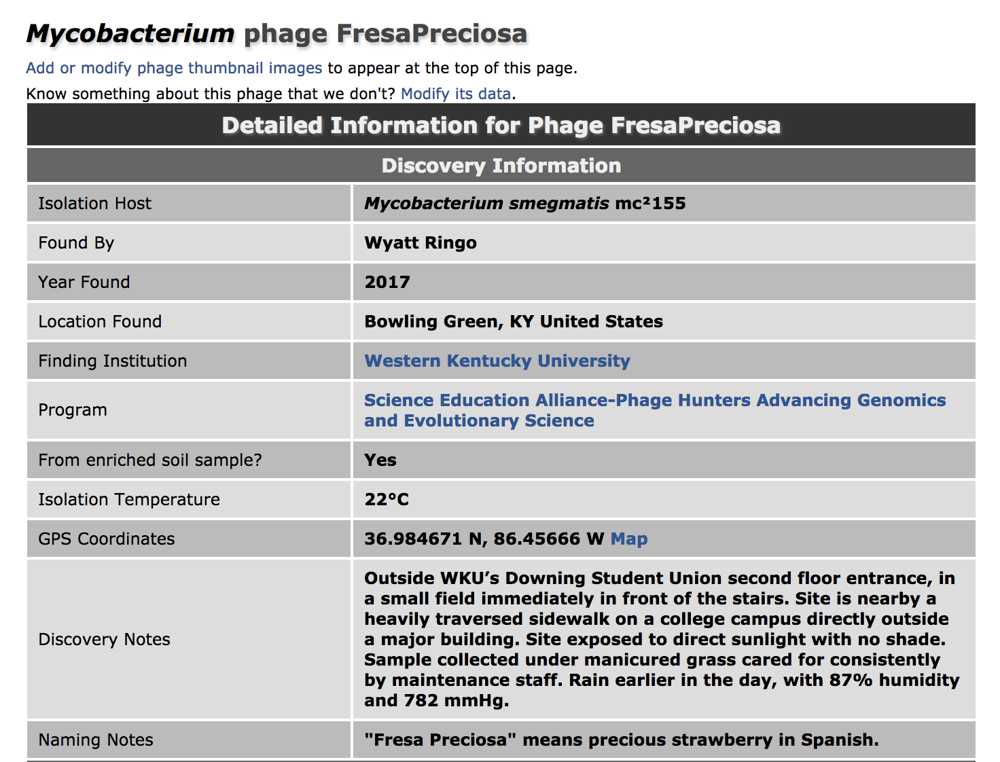 Mycobacterium phage FresaPreciosa
Add or modify phage thumbnail images to appear at the top of this page.
Know something about this phage that we don't? Modify its data.
Detailed Information for Phage FresaPreciosa
Discovery Information
Isolation Host Mycobacterium smegmatis mc²155
Found By Wyatt Ringo
Year Found 2017
Location Found Bowling Green, KY United States
Finding Institution Western Kentucky University
Program Science Education Alliance-Phage Hunters Advancing Genomics
and Evolutionary Science
From enriched soil sample? Yes
Isolation Temperature 22°C
GPS Coordinates 36.984671 N, 86.45666 W Map
Discovery Notes Outside WKU’s Downing Student Union second floor entrance, in
a small field immediately in front of the stairs. Site is nearby a
heavily traversed sidewalk on a college campus directly outside
a major building. Site exposed to direct sunlight with no shade.
Sample collected under manicured grass cared for consistently
by maintenance staff. Rain earlier in the day, with 87% humidity
and 782 mmHg.
Naming Notes "Fresa Preciosa" means precious strawberry in Spanish.